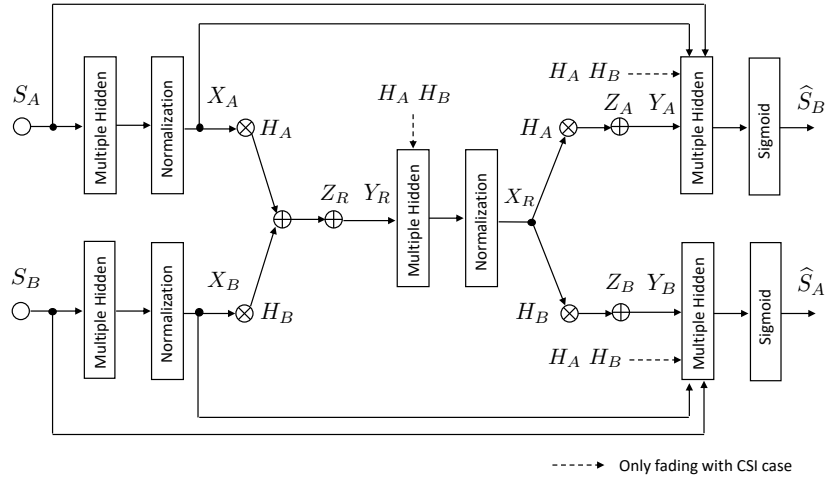 S_A
Multiple Hidden
Normalization
X_A
H_A
S_B
Multiple Hidden
Normalization
X_B
H_B
Z_R
Y_R
H_A H_B
Multiple Hidden
Normalization
X_R
H_A
Z_A
Y_A
H_A H_B
Multiple Hidden
Sigmoid
Ŝ_B
H_B
Z_B
Y_B
H_A H_B
Multiple Hidden
Sigmoid
Ŝ_A
Only fading with CSI case